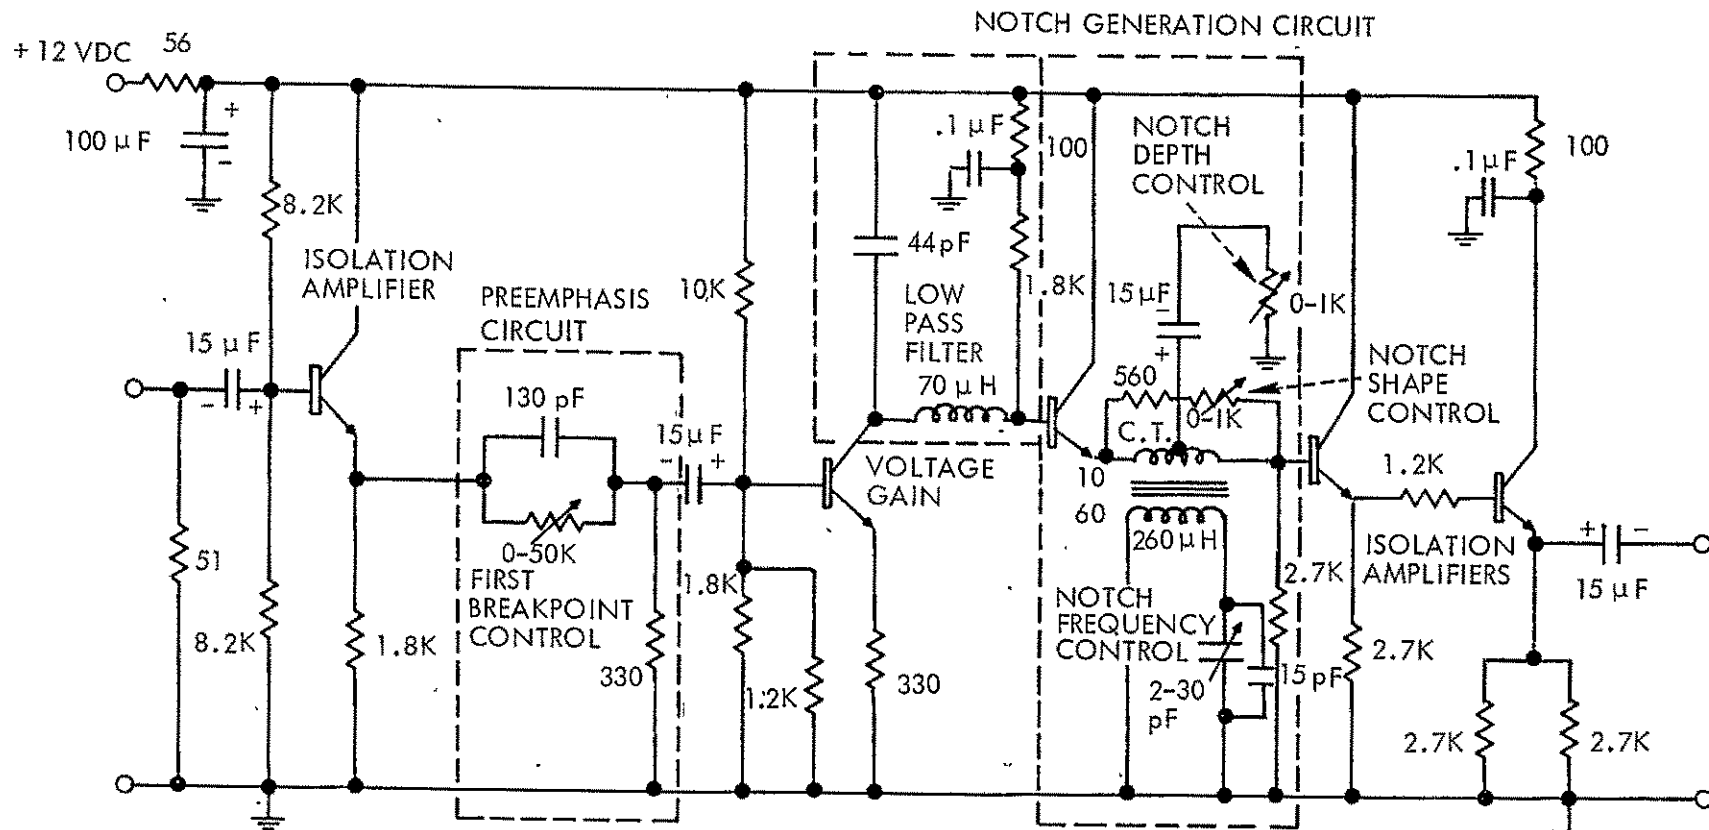 NOTCH GENERATION CIRCUIT
+ 12 VDC
56
100 µF
+
-
8.2K
ISOLATION
AMPLIFIER
15 µF
-
+
51
8.2K
1.8K
PREEMPHASIS
CIRCUIT
130 pF
0-50K
FIRST
BREAKPOINT
CONTROL
330
15 µF
-
+
10K
1.8K
1.2K
330
VOLTAGE
GAIN
44pF
.1 µF
100
1.8K
LOW
PASS
FILTER
70 µH
NOTCH
DEPTH
CONTROL
15 µF
-
+
0-1K
560
0-1K
NOTCH
SHAPE
CONTROL
C.T.
10
60
260µH
NOTCH
FREQUENCY
CONTROL
2-30
pF
15 pF
2.7K
2.7K
1.2K
ISOLATION
AMPLIFIERS
.1µF
100
+
-
15 µF
2.7K
2.7K